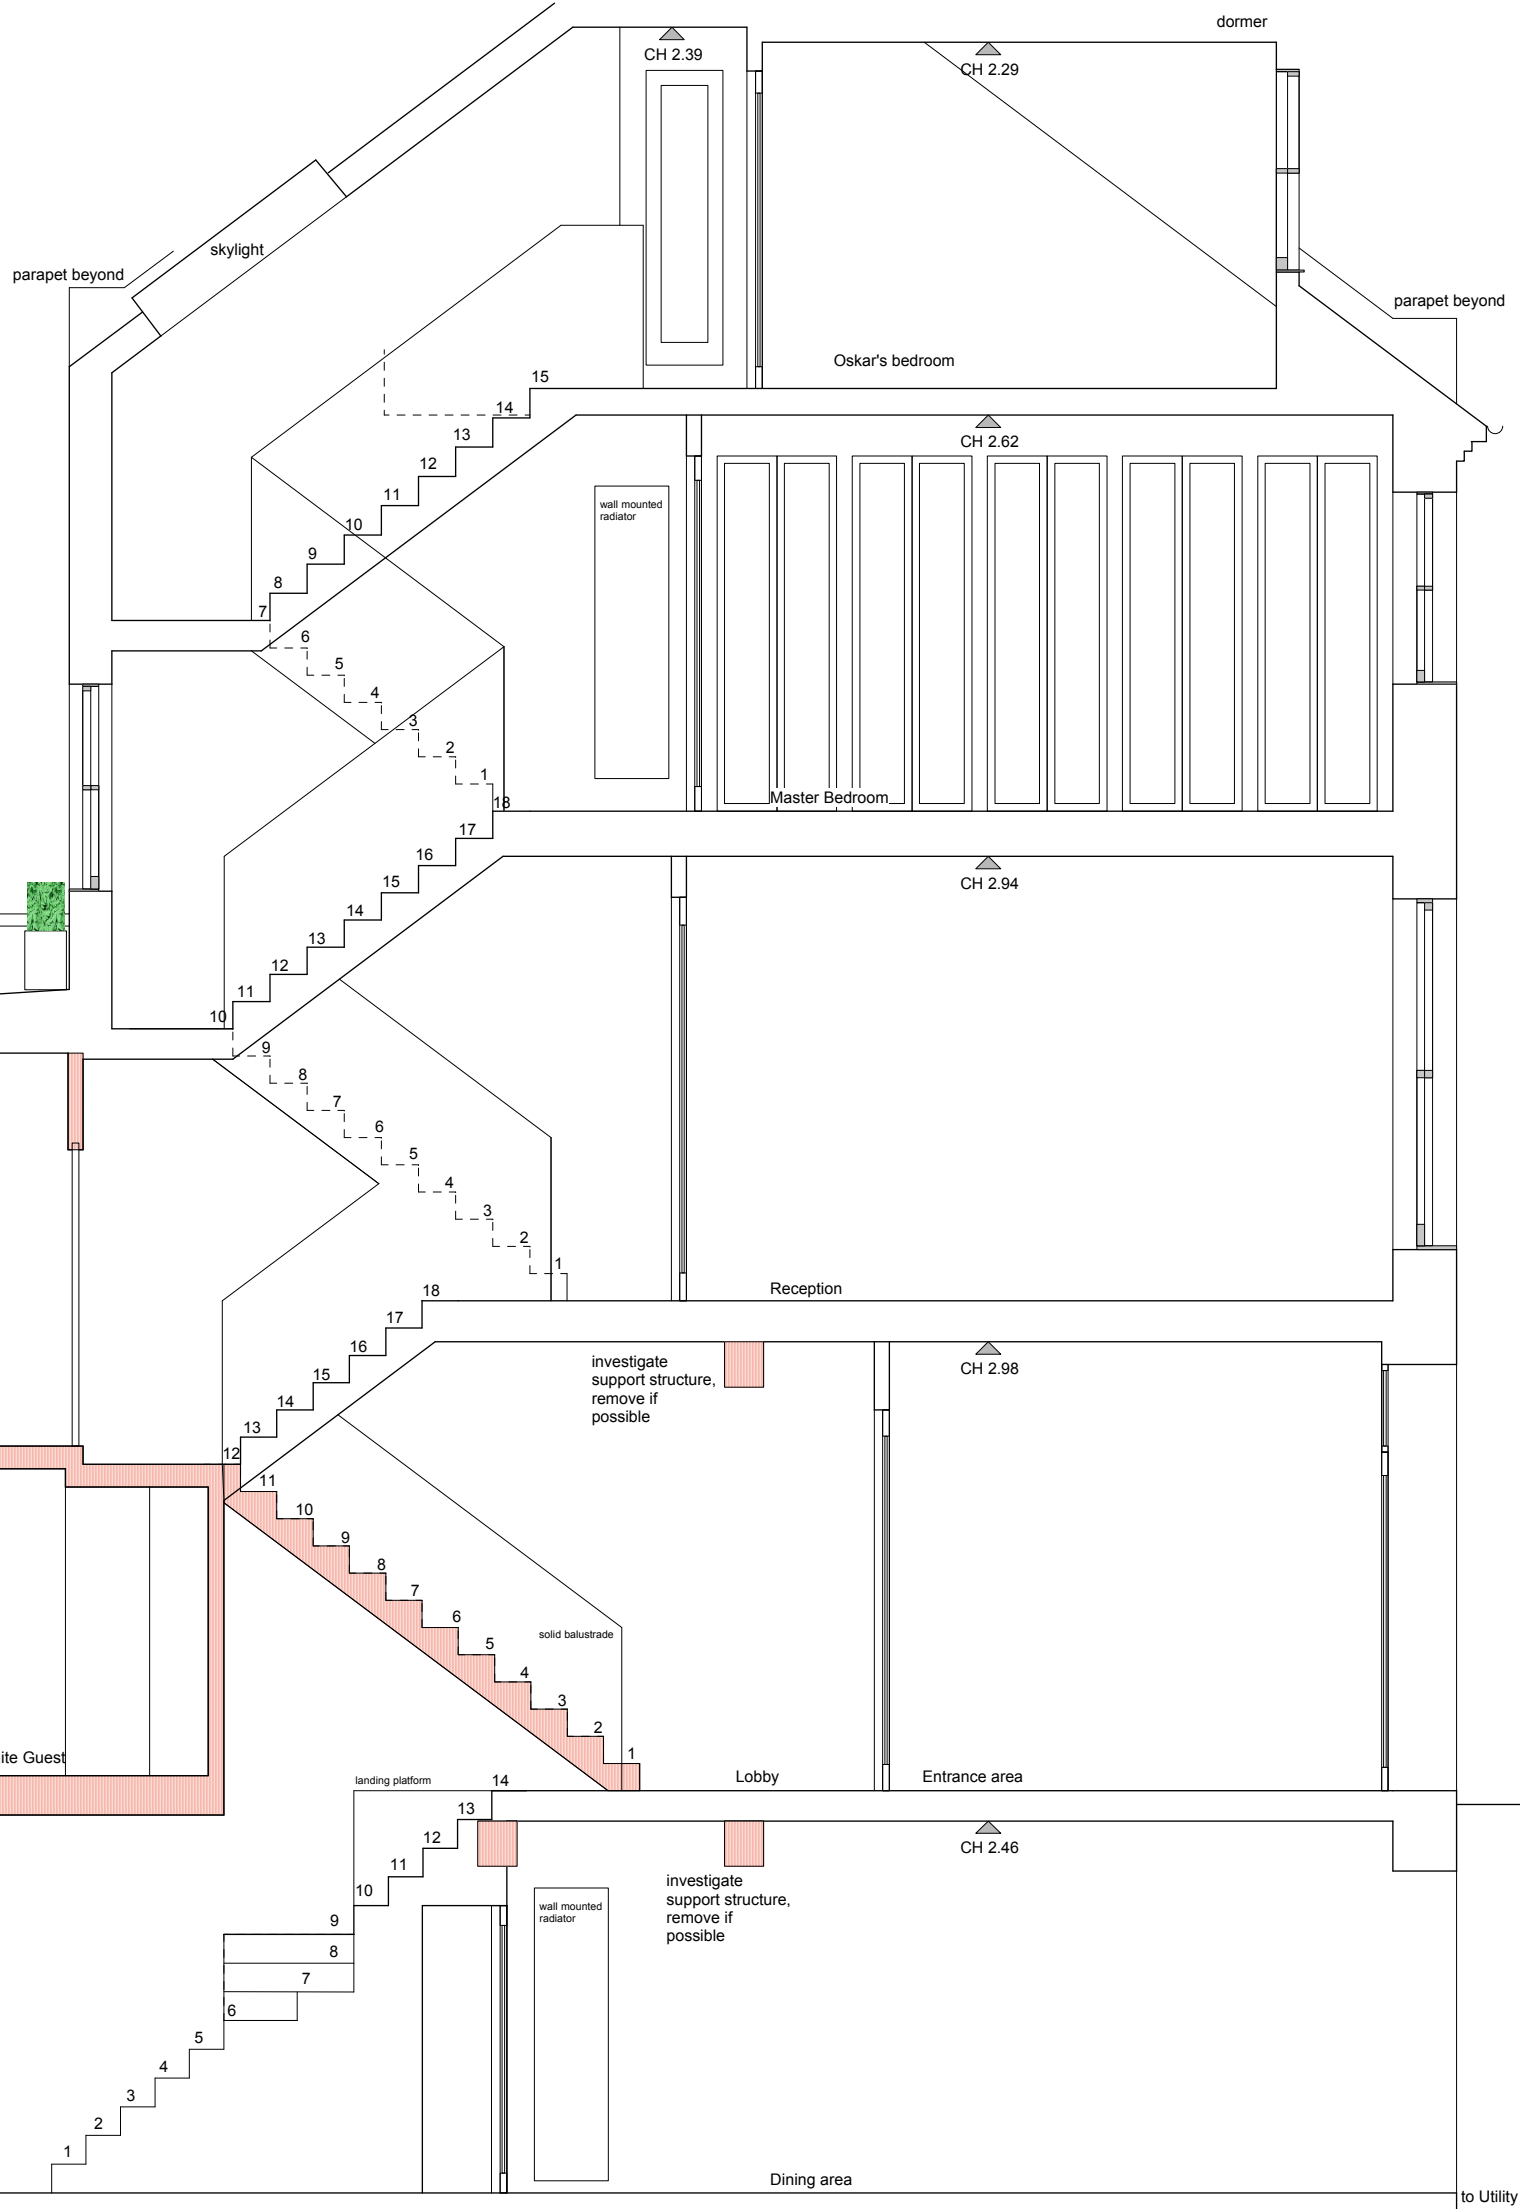 dormer
CH 2.39
CH 2.29
skylight
parapet beyond
parapet beyond
Oskar's bedroom
15
14
13
12
11
10
9
8
7
6
5
4
3
2
1
CH 2.62
wall mounted
radiator
Master Bedroom
18
17
16
15
14
13
12
11
10
9
8
7
6
5
4
3
2
1
CH 2.94
Reception
18
17
16
15
14
13
12
11
10
9
8
7
6
5
4
3
2
1
investigate
support structure,
remove if
possible
CH 2.98
solid balustrade
ite Guest
landing platform
Lobby
Entrance area
14
13
12
11
10
9
8
7
6
5
4
3
2
1
CH 2.46
investigate
support structure,
remove if
possible
wall mounted
radiator
Dining area
to Utility